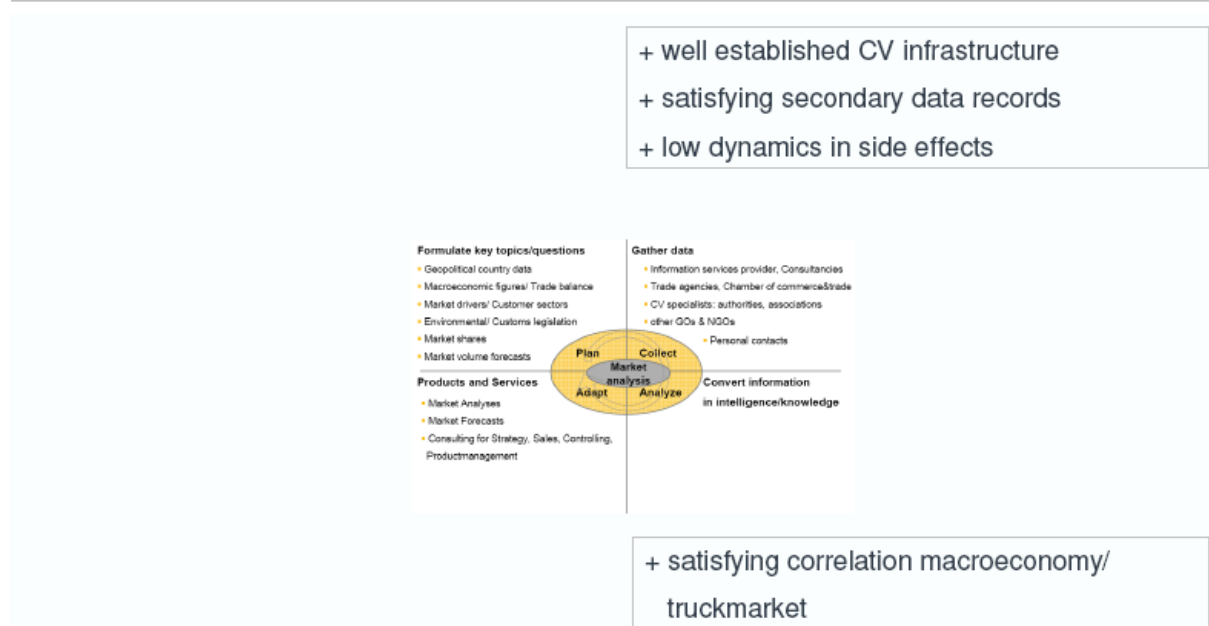 + well established CV infrastructure
+ satisfying secondary data records
+ low dynamics in side effects
Formulate key topics/questions
• Geopolitical country data
• Macroeconomic figures/ Trade balance
• Market drivers/ Customer sectors
• Environmental/ Customs legislation
• Market shares
• Market volume forecasts
Gather data
• Information services provider, Consultancies
• Trade agencies, Chamber of commerce&trade
• CV specialists: authorities, associations
• other GOs & NGOs
• Personal contacts
Plan
Collect
Market
analysis
Adapt
Analyze
Products and Services
• Market Analyses
• Market Forecasts
• Consulting for Strategy, Sales, Controlling,
Productmanagement
Convert information
in intelligence/knowledge
+ satisfying correlation macroeconomy/
truckmarket